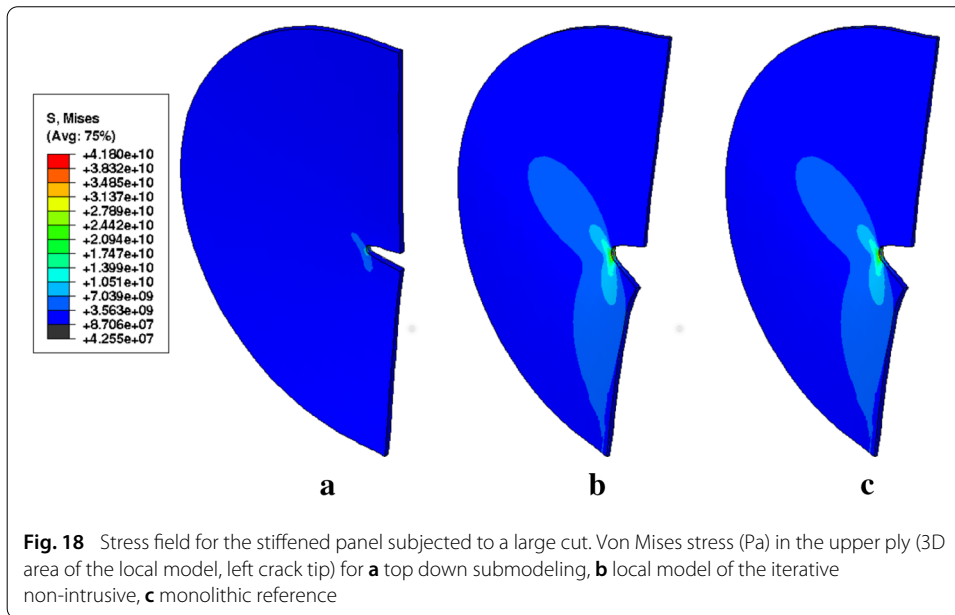 S, Mises
(Avg: 75%)
+4.180e+10
+3.832e+10
+3.485e+10
+3.137e+10
+2.789e+10
+2.442e+10
+2.094e+10
+1.747e+10
+1.399e+10
+1.051e+10
+7.039e+09
+3.563e+09
+8.706e+07
+4.255e+07
a
b
c
Fig. 18 Stress field for the stiffened panel subjected to a large cut. Von Mises stress (Pa) in the upper ply (3D
area of the local model, left crack tip) for a top down submodeling, b local model of the iterative
non-intrusive, c monolithic reference